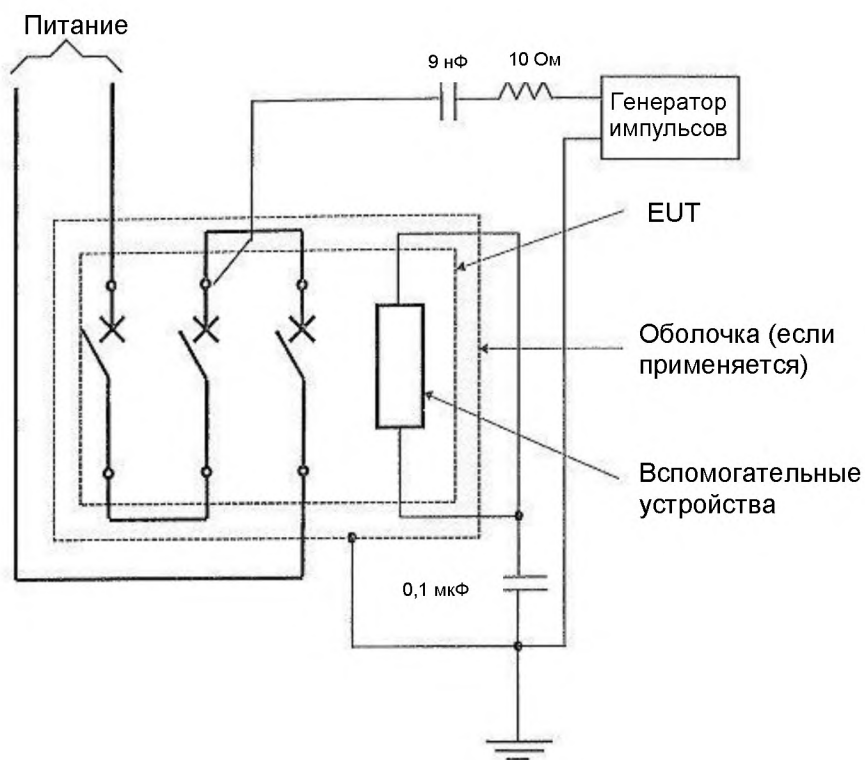 Питание
9 нФ
10 Ом
Генератор
импульсов
EUT
Оболочка (если
применяется)
Вспомогательные
устройства
0,1 мкФ